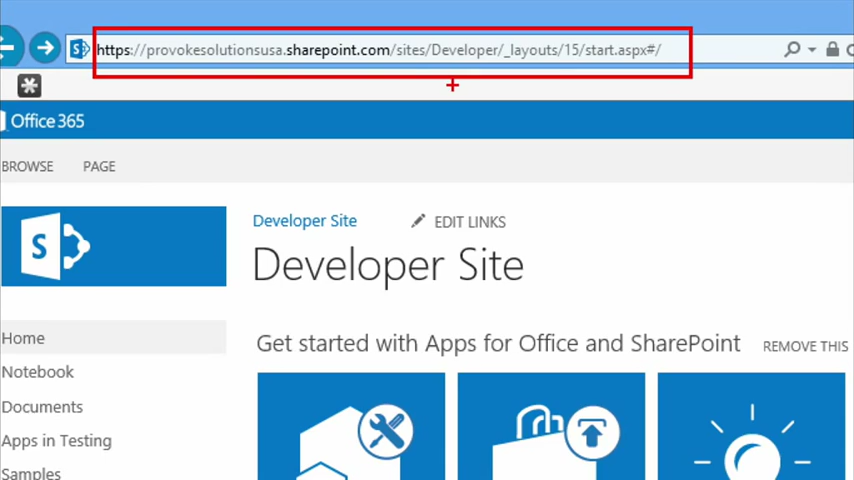 https://provokesolutionsusa.sharepoint.com/sites/Developer/_layouts/15/start.aspx#/
Office 365
BROWSE PAGE
S
Developer Site EDIT LINKS
Developer Site
Home
Get started with Apps for Office and SharePoint REMOVE THIS
Notebook
Documents
Apps in Testing
Samples